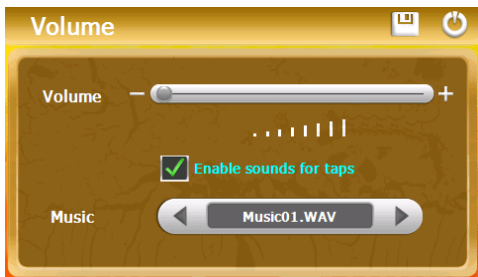 Volume
Volume − +
Enable sounds for taps
Music Music01.WAV